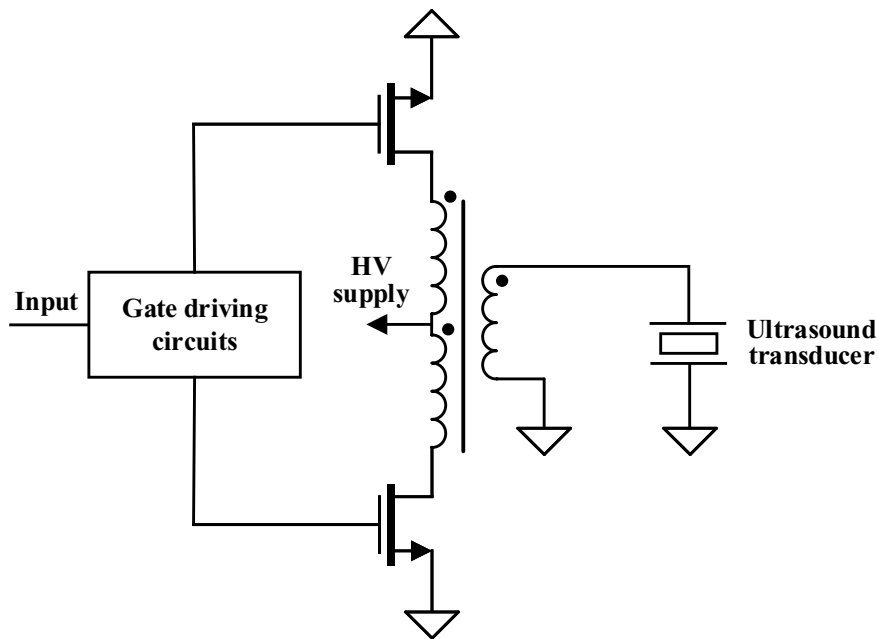 HV
supply
Input
Gate driving
circuits
Ultrasound
transducer